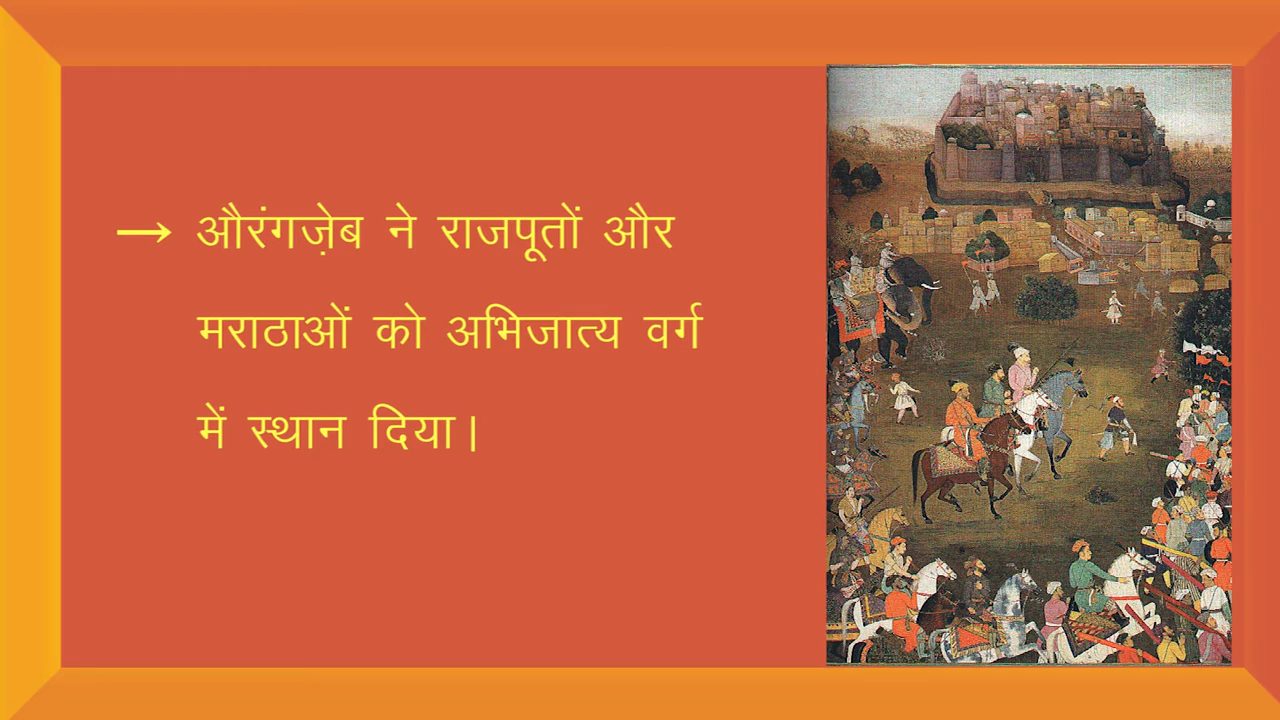 → औरंगज़ेब ने राजपूतों और
मराठाओं को अभिजात्य वर्ग
में स्थान दिया।